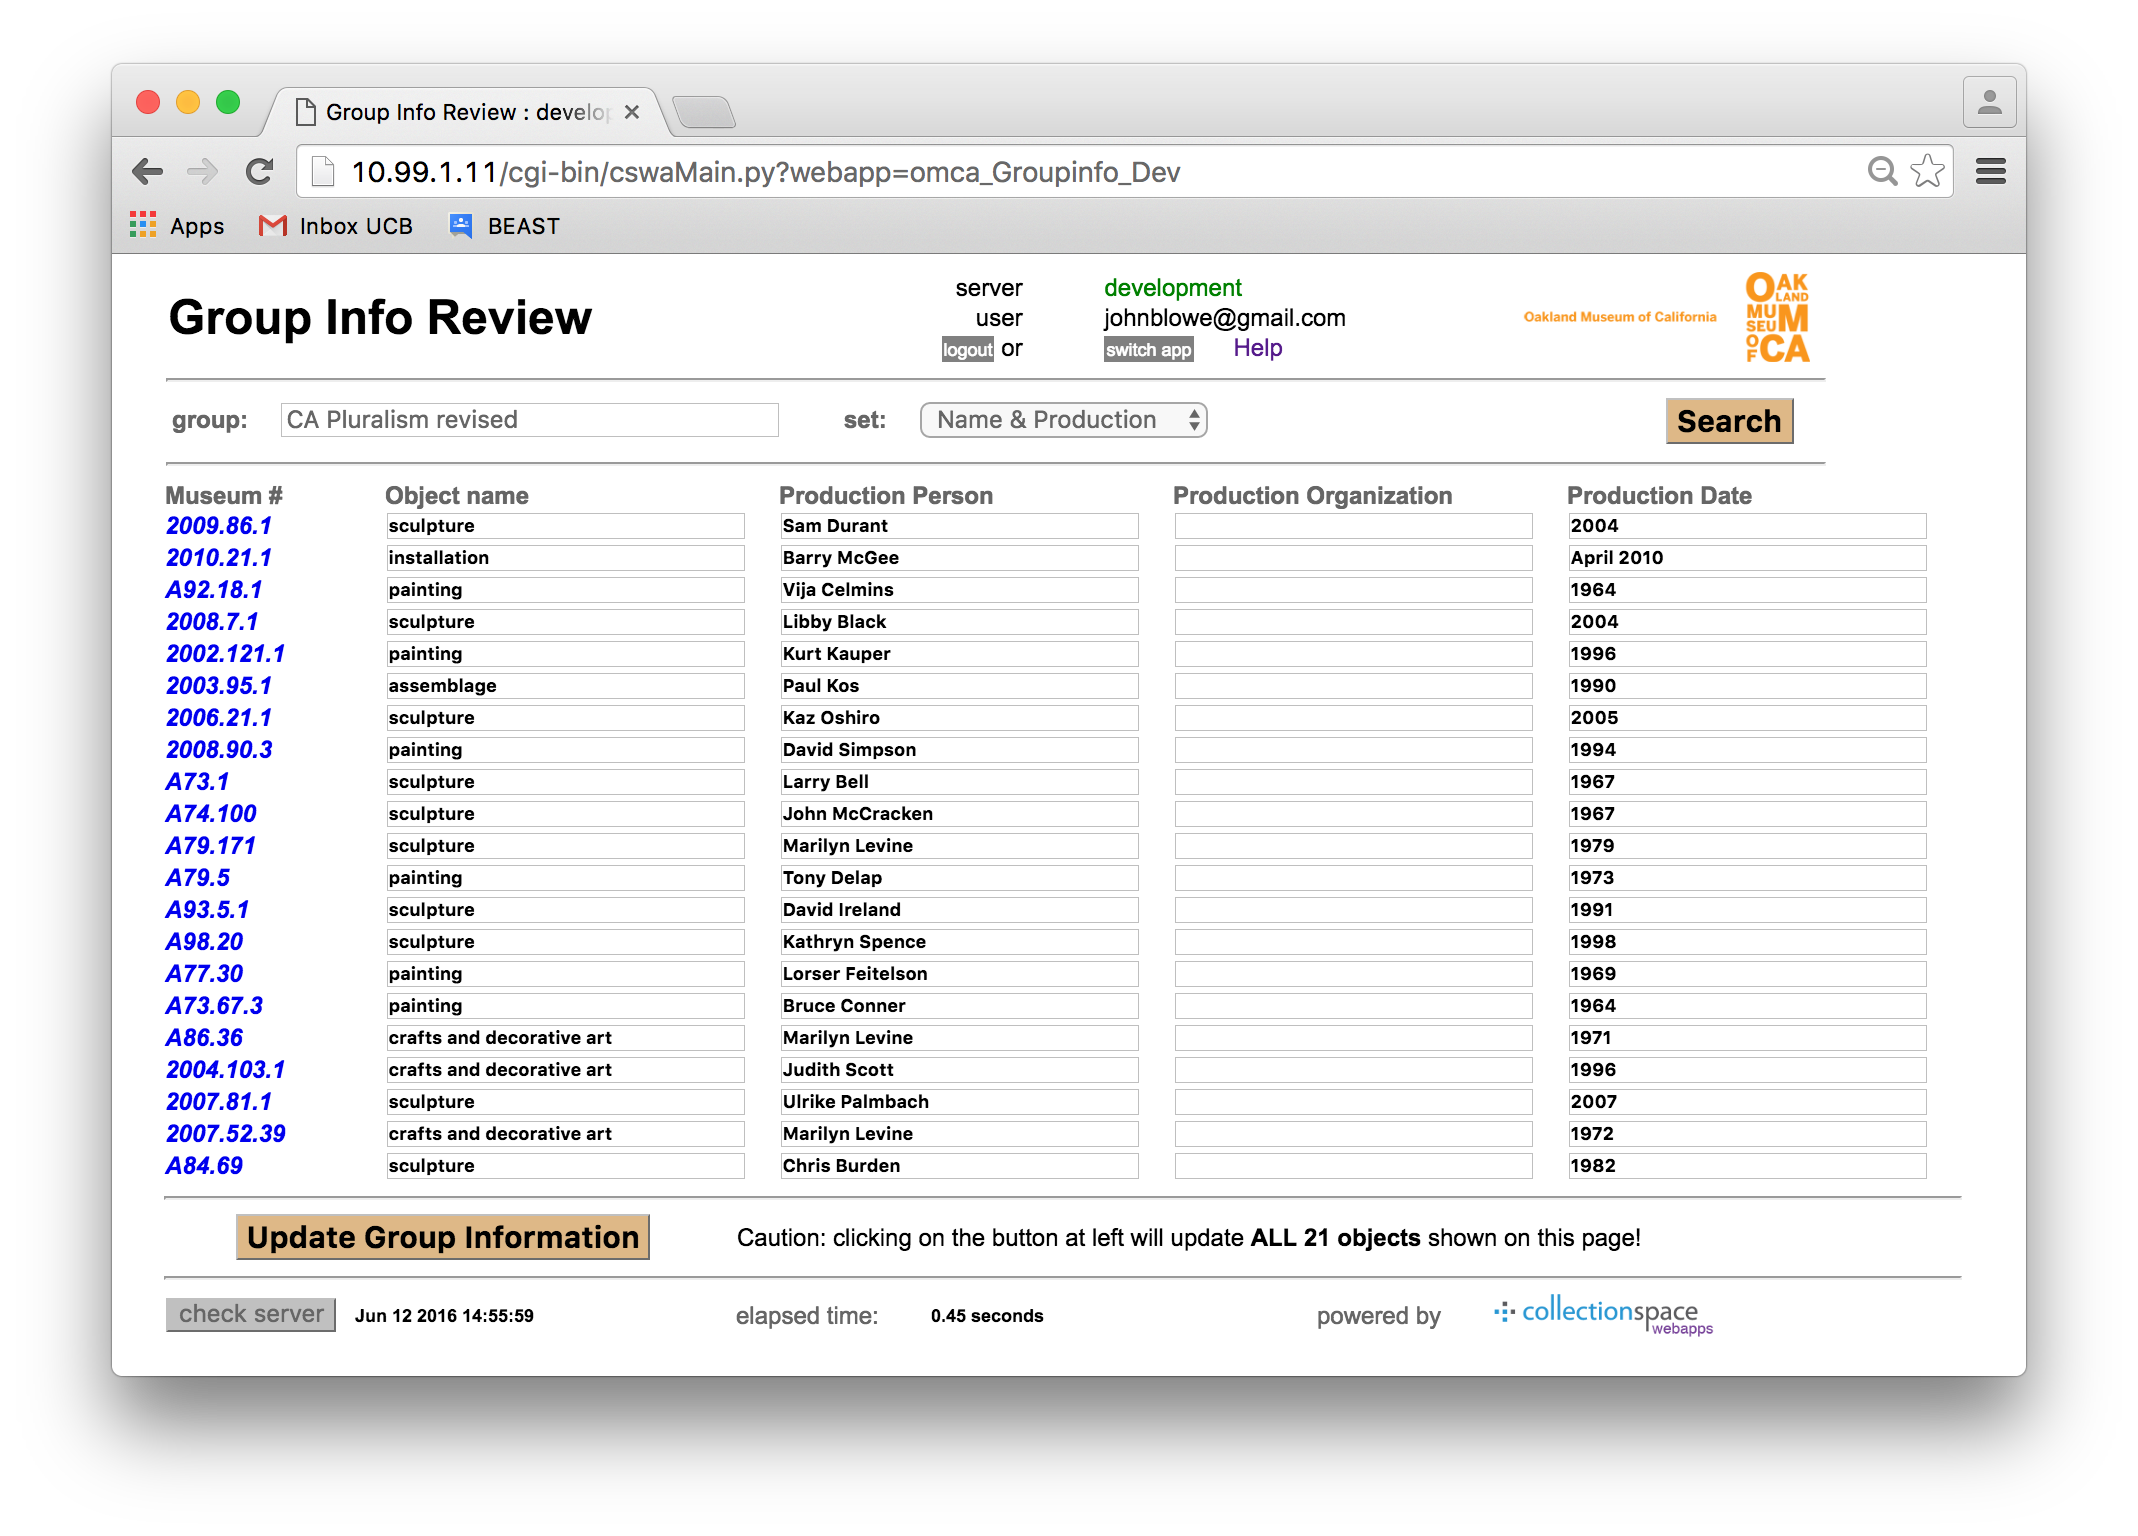 Group Info Review : develop
10.99.1.11/cgi-bin/cswaMain.py?webapp=omca_Groupinfo_Dev
Apps Inbox UCB BEAST
Group Info Review
server development
user johnblowe@gmail.com
logout or switch app Help
Oakland Museum of California
OAK
LAND
MU
SEUM
OF CA
group: CA Pluralism revised set: Name & Production Search
Museum # Object name Production Person Production Organization Production Date
2009.86.1 sculpture Sam Durant 2004
2010.21.1 installation Barry McGee April 2010
A92.18.1 painting Vija Celmins 1964
2008.7.1 sculpture Libby Black 2004
2002.121.1 painting Kurt Kauper 1996
2003.95.1 assemblage Paul Kos 1990
2006.21.1 sculpture Kaz Oshiro 2005
2008.90.3 painting David Simpson 1994
A73.1 sculpture Larry Bell 1967
A74.100 sculpture John McCracken 1967
A79.171 sculpture Marilyn Levine 1979
A79.5 painting Tony Delap 1973
A93.5.1 sculpture David Ireland 1991
A98.20 sculpture Kathryn Spence 1998
A77.30 painting Lorser Feitelson 1969
A73.67.3 painting Bruce Conner 1964
A86.36 crafts and decorative art Marilyn Levine 1971
2004.103.1 crafts and decorative art Judith Scott 1996
2007.81.1 sculpture Ulrike Palmbach 2007
2007.52.39 crafts and decorative art Marilyn Levine 1972
A84.69 sculpture Chris Burden 1982
Update Group Information Caution: clicking on the button at left will update ALL 21 objects shown on this page!
check server Jun 12 2016 14:55:59 elapsed time: 0.45 seconds powered by collectionspace
webapps